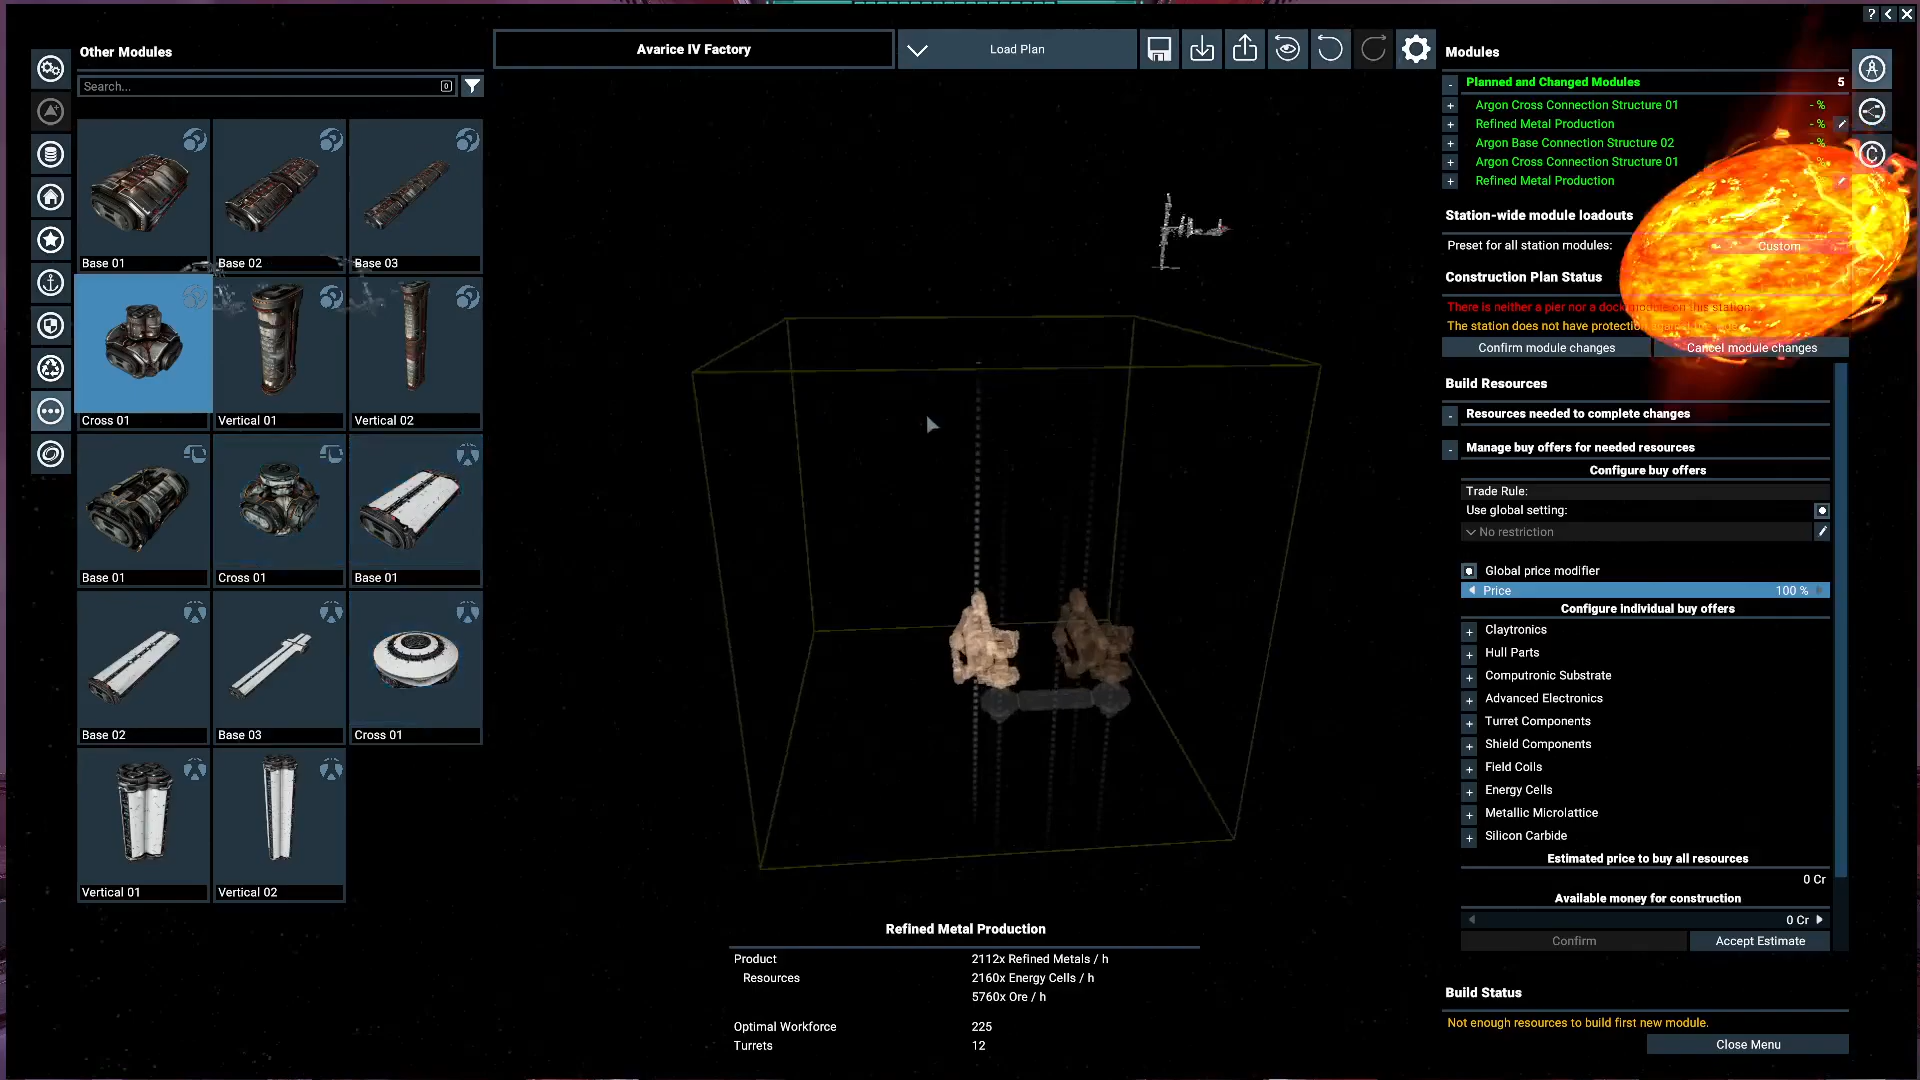 Other Modules
Search...
0
Base 01
Base 02
Base 03
Cross 01
Vertical 01
Vertical 02
Base 01
Cross 01
Base 01
Base 02
Base 03
Cross 01
Vertical 01
Vertical 02
Avarice IV Factory
Load Plan
Refined Metal Production
Product 2112x Refined Metals / h
Resources 2160x Energy Cells / h
5760x Ore / h
Optimal Workforce 225
Turrets 12
? < X
Modules
- Planned and Changed Modules 5
+ Argon Cross Connection Structure 01 - %
+ Refined Metal Production - %
+ Argon Base Connection Structure 02 - %
+ Argon Cross Connection Structure 01 %
+ Refined Metal Production
Station-wide module loadouts
Preset for all station modules: Custom
Construction Plan Status
There is neither a pier nor a dock module on this station.
The station does not have protection
Confirm module changes Cancel module changes
Build Resources
- Resources needed to complete changes
- Manage buy offers for needed resources
Configure buy offers
Trade Rule:
Use global setting:
No restriction
Global price modifier
Price 100 %
Configure individual buy offers
+ Claytronics
+ Hull Parts
+ Computronic Substrate
+ Advanced Electronics
+ Turret Components
+ Shield Components
+ Field Coils
+ Energy Cells
+ Metallic Microlattice
+ Silicon Carbide
Estimated price to buy all resources
0 Cr
Available money for construction
0 Cr
Confirm Accept Estimate
Build Status
Not enough resources to build first new module.
Close Menu